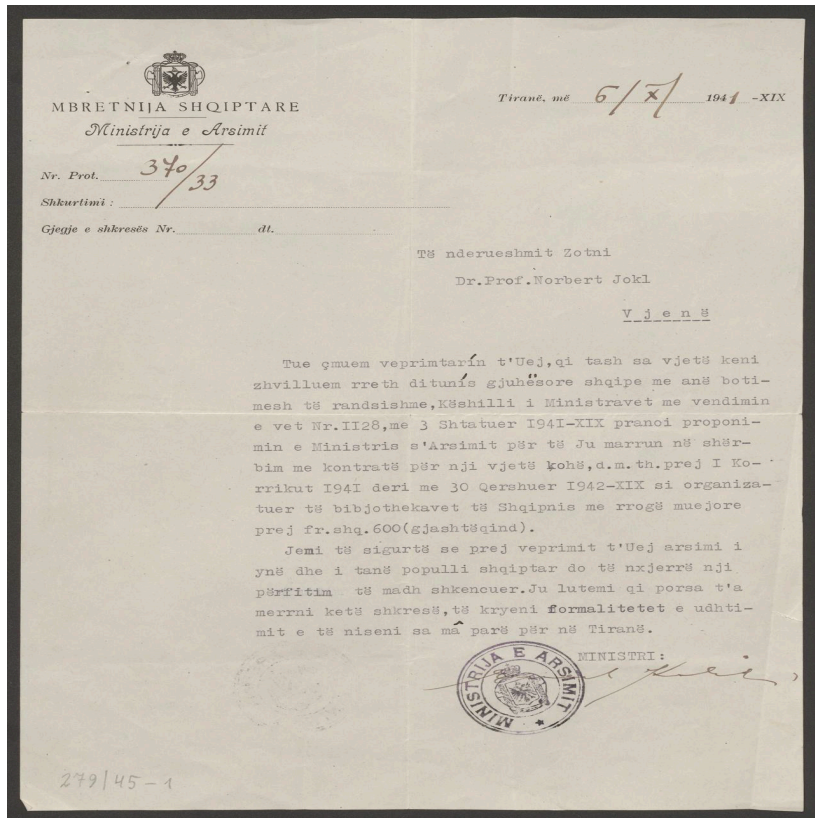 MBRETNIJA SHQIPTARE
Ministrija e Arsimit
Tiranë, më 6/X/ 1941 -XIX
Nr. Prot. 370/33
Shkurtimi :
Gjegje e shkresës Nr. dt.
Të nderueshmit Zotni
Dr.Prof.Norbert Jokl
V j e n ë
Tue çmuem veprimtarín t'Uej,qi tash sa vjetë keni
zhvilluem rreth ditunís gjuhësore shqipe me anë boti-
mesh të randsishme,Këshilli i Ministravet me vendimin
e vet Nr.II28,me 3 Shtatuer I94I-XIX pranoi proponi-
min e Ministris s'Arsimit për të Ju marrun në shër-
bim me kontratë për nji vjetë kohë,d.m.th.prej I Ko-
rrikut I94I deri me 30 Qershuer I942-XIX si organiza-
tuer të bibjothekavet të Shqipnis me rrogë muejore
prej fr.shq.600(gjashtëqind).
Jemi të sigurtë se prej veprimit t'Uej arsimi i
ynë dhe i tanë populli shqiptar do të nxjerrë nji
përfitim të madh shkencuer.Ju lutemi qi porsa t'a
merrni ketë shkresë,të kryeni formalitetet e udhti-
mit e të niseni sa mâ parë për në Tiranë.
MINISTRI:
MINISTRIJA E ARSIMIT
279/45-1